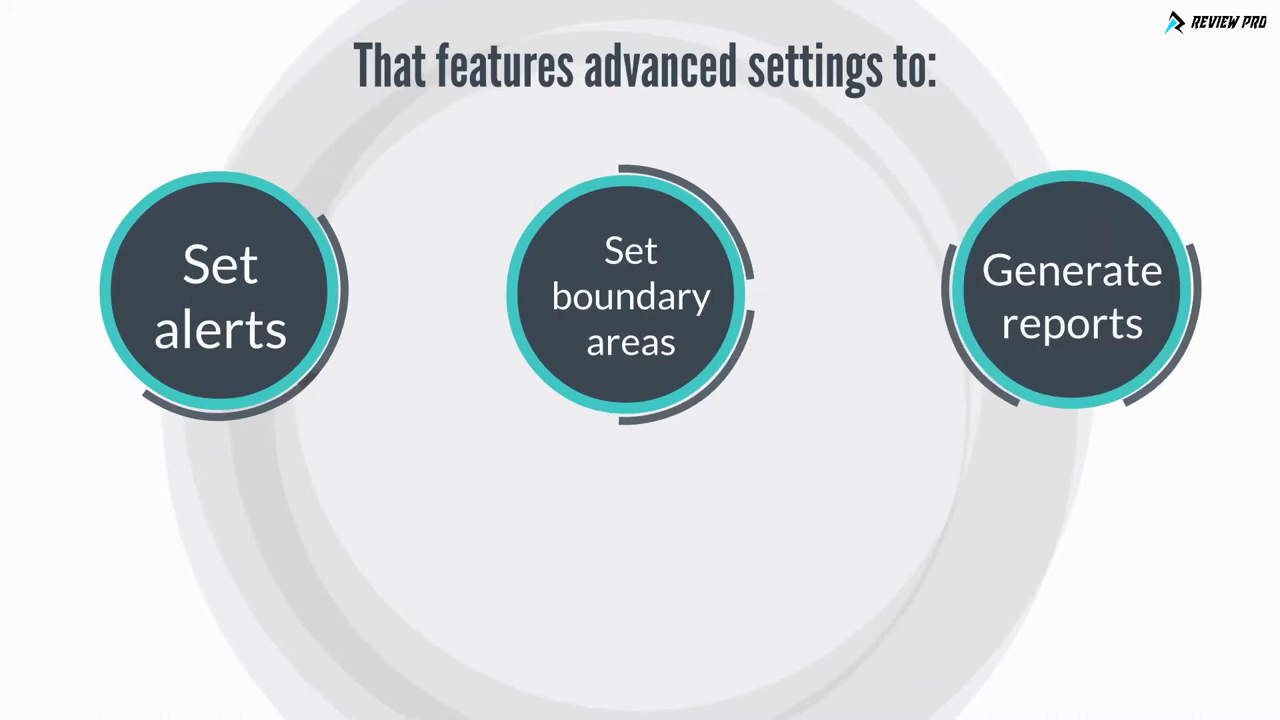 REVIEW PRO
That features advanced settings to:
Set
alerts
Set
boundary
areas
Generate
reports